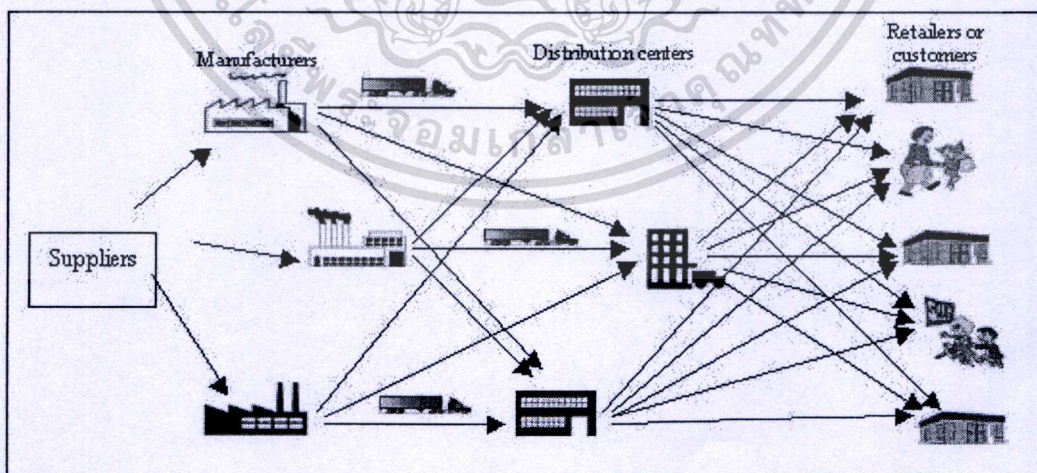 Manufacturers
Distribution centers
Retailers or
customers
Suppliers